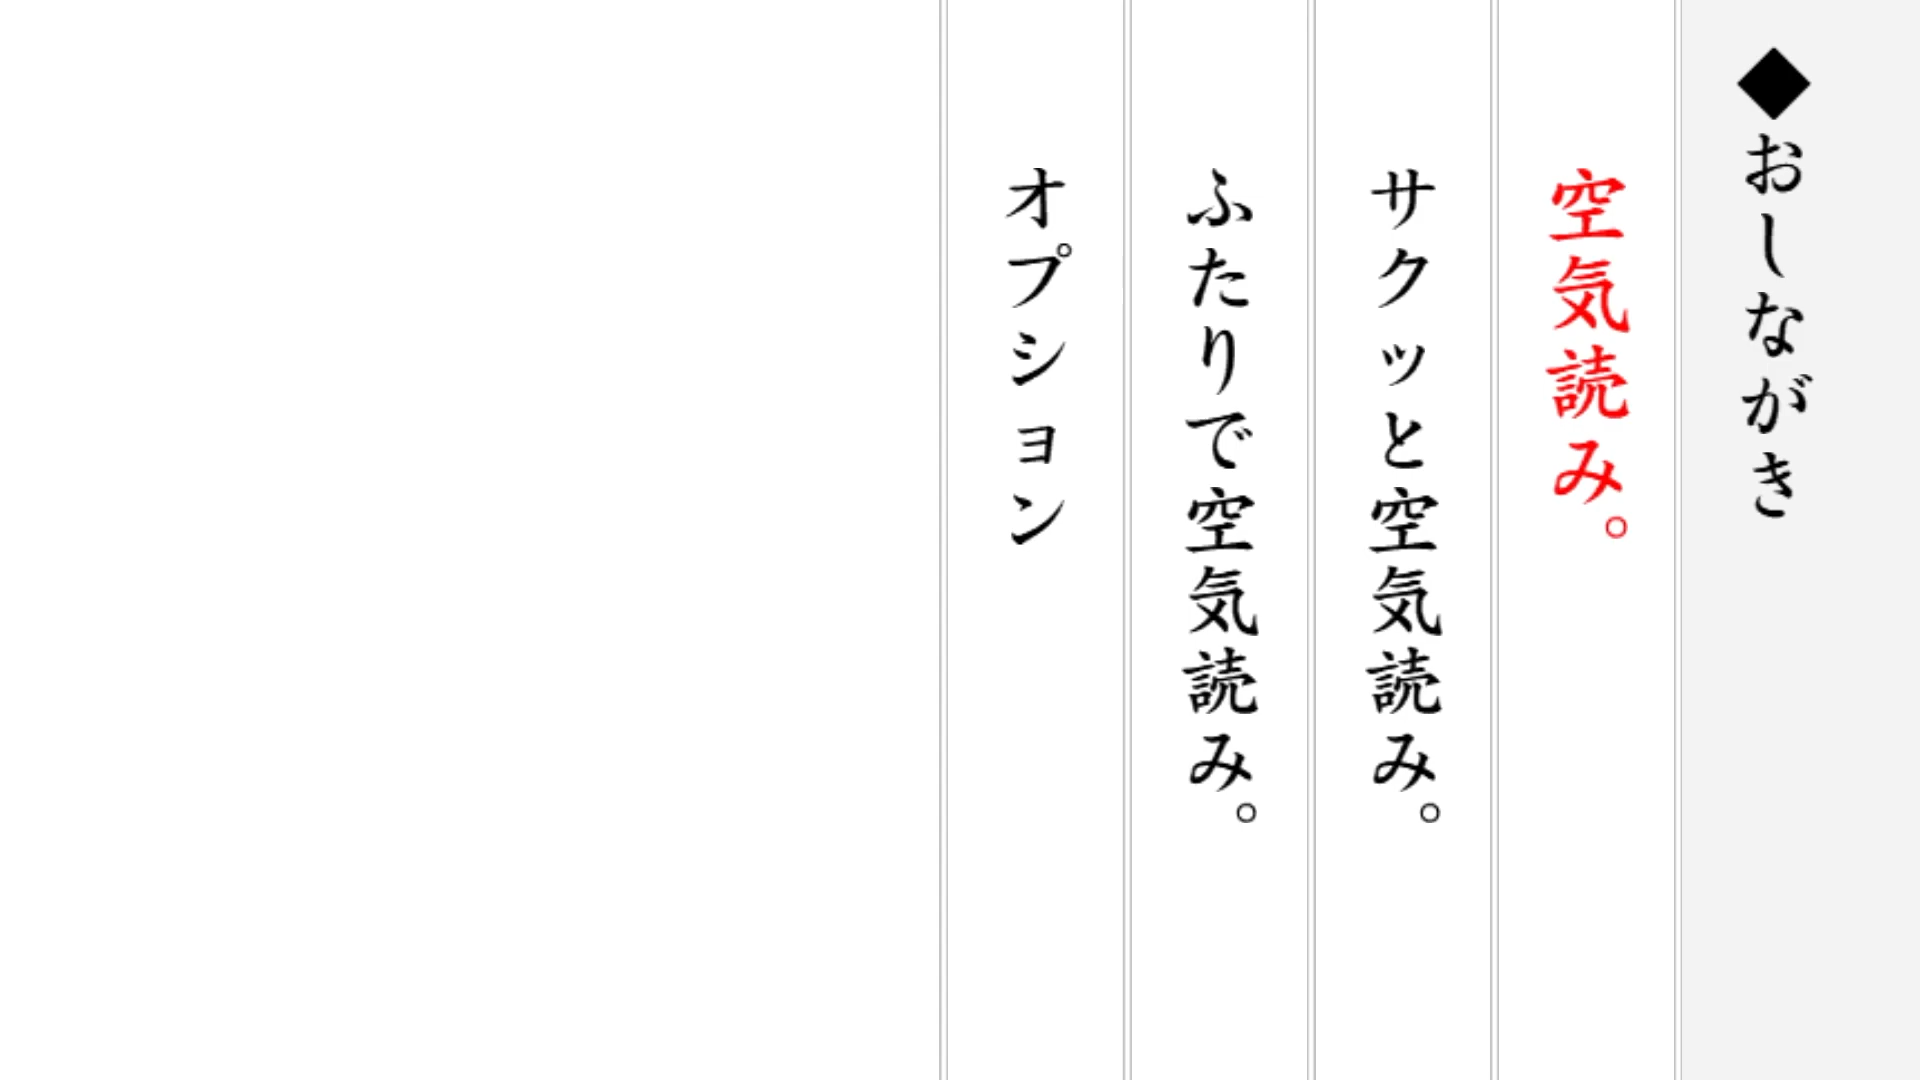 ◆おしながき
空気読み。
サクッと空気読み。
ふたりで空気読み。
オプション